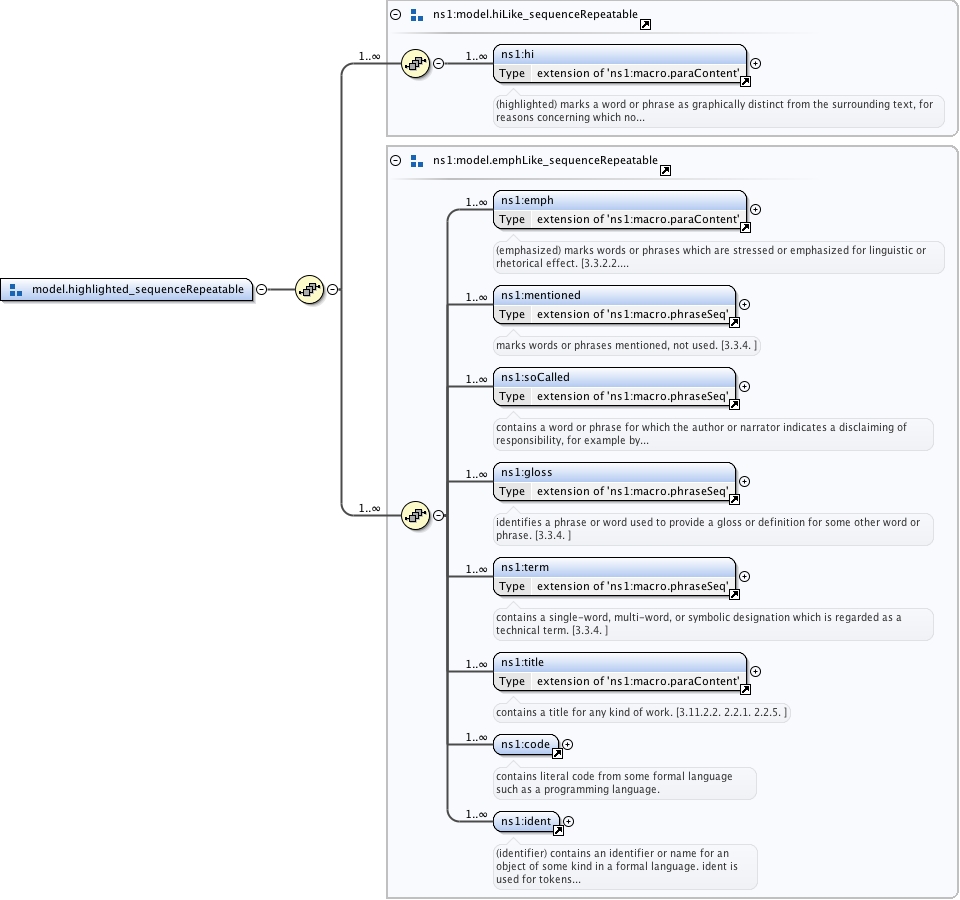 ns1:model.hiLike_sequenceRepeatable
1..∞
1..∞
ns1:hi
Type extension of 'ns1:macro.paraContent'
(highlighted) marks a word or phrase as graphically distinct from the surrounding text, for
reasons concerning which no...
ns1:model.emphLike_sequenceRepeatable
1..∞
ns1:emph
Type extension of 'ns1:macro.paraContent'
(emphasized) marks words or phrases which are stressed or emphasized for linguistic or
rhetorical effect. [3.3.2.2....
model.highlighted_sequenceRepeatable
1..∞
ns1:mentioned
Type extension of 'ns1:macro.phraseSeq'
marks words or phrases mentioned, not used. [3.3.4. ]
1..∞
ns1:soCalled
Type extension of 'ns1:macro.phraseSeq'
contains a word or phrase for which the author or narrator indicates a disclaiming of
responsibility, for example by...
1..∞
ns1:gloss
Type extension of 'ns1:macro.phraseSeq'
1..∞
identifies a phrase or word used to provide a gloss or definition for some other word or
phrase. [3.3.4. ]
1..∞
ns1:term
Type extension of 'ns1:macro.phraseSeq'
contains a single-word, multi-word, or symbolic designation which is regarded as a
technical term. [3.3.4. ]
1..∞
ns1:title
Type extension of 'ns1:macro.paraContent'
contains a title for any kind of work. [3.11.2.2. 2.2.1. 2.2.5. ]
1..∞
ns1:code
contains literal code from some formal language
such as a programming language.
1..∞
ns1:ident
(identifier) contains an identifier or name for an
object of some kind in a formal language. ident is
used for tokens...